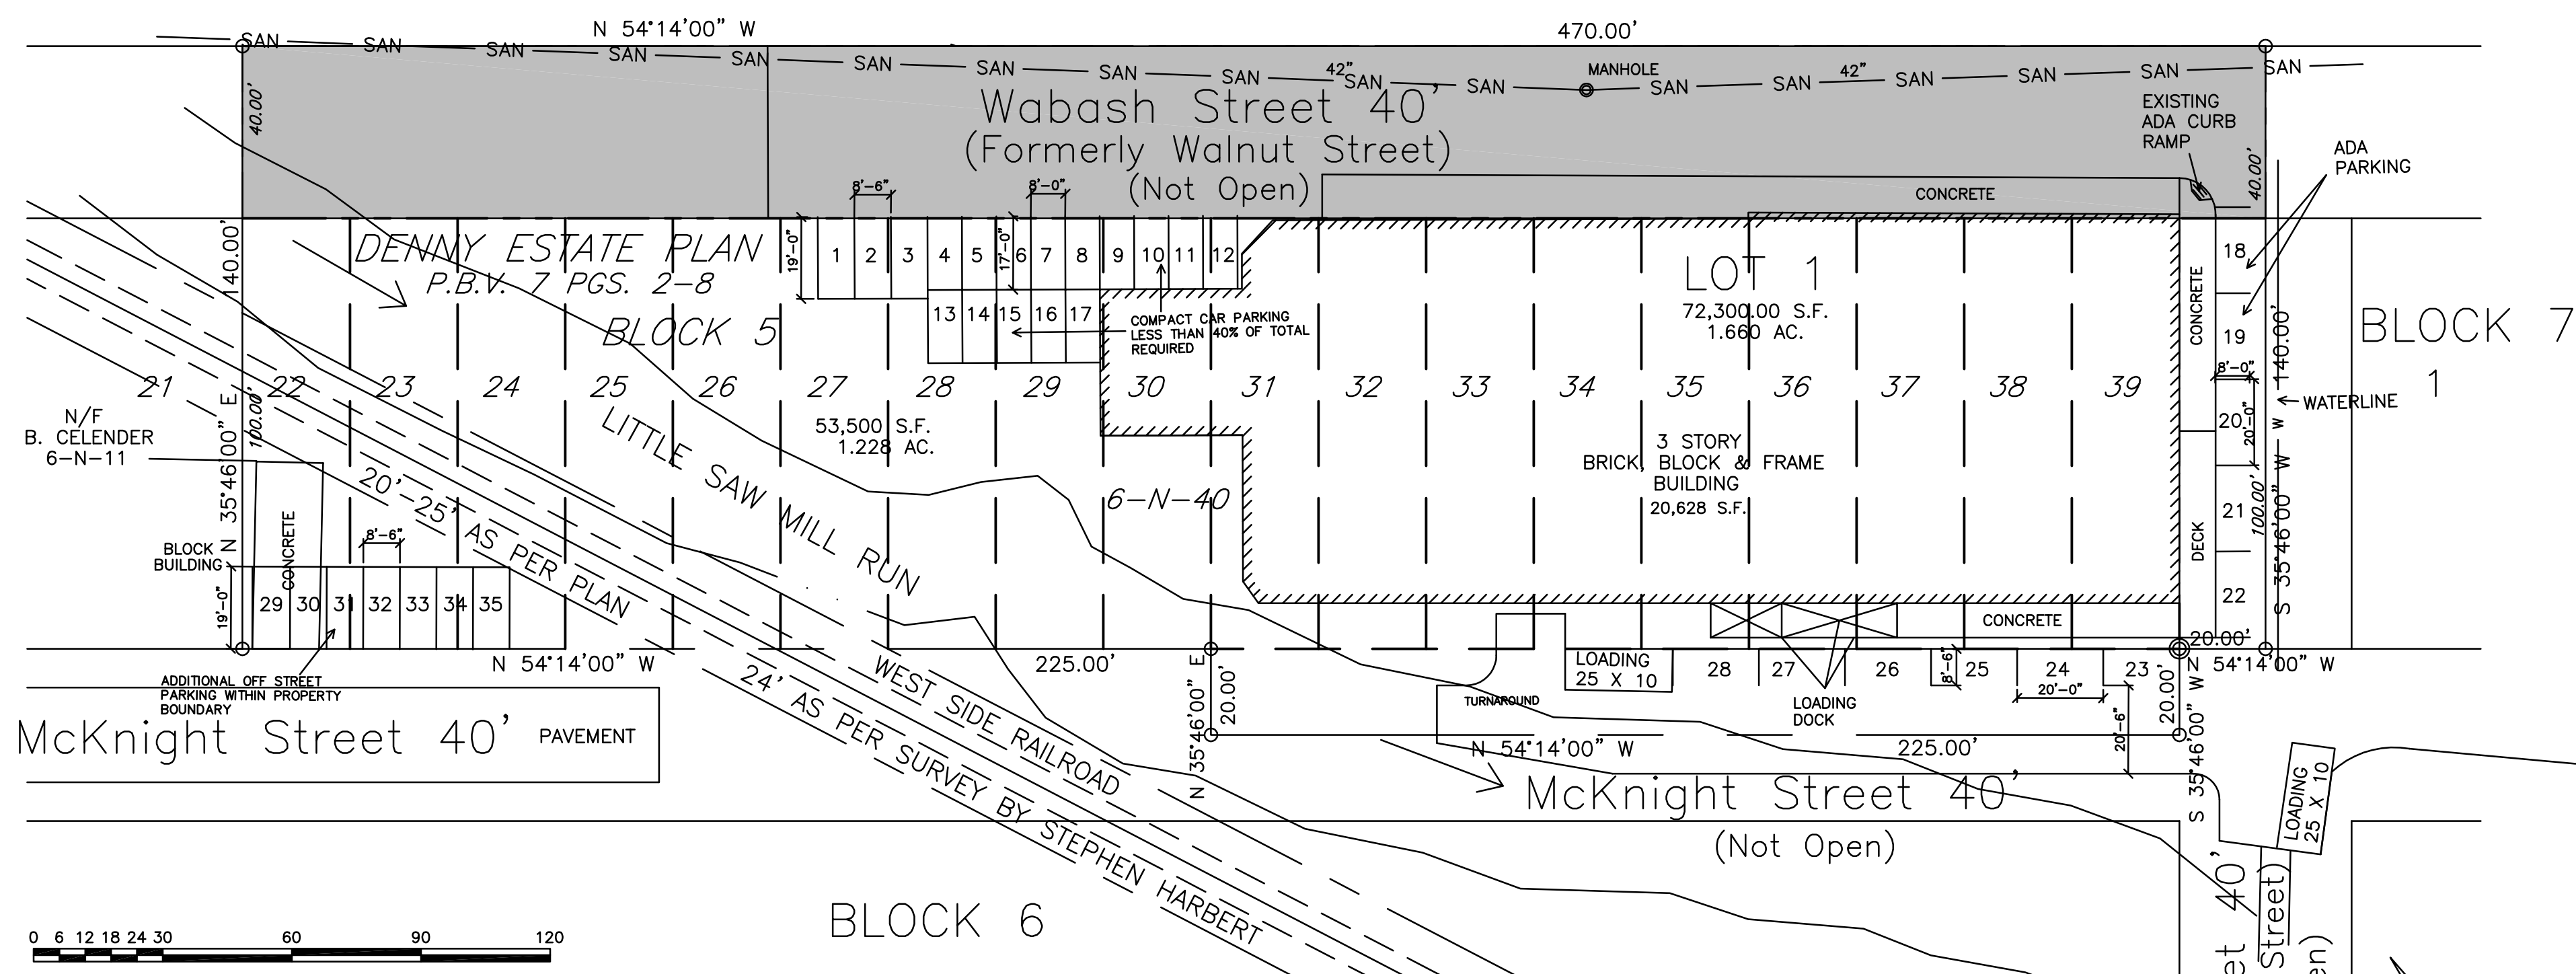 N 54°14'00" W
470.00'
SAN SAN SAN SAN SAN SAN SAN SAN SAN SAN SAN SAN SAN SAN SAN SAN SAN
42"
MANHOLE
42"
40.00'
Wabash Street 40'
(Formerly Walnut Street)
(Not Open)
EXISTING
ADA CURB
RAMP
40.00'
ADA
PARKING
8'-6"
8'-0"
CONCRETE
140.00'
DENNY ESTATE PLAN
P.B.V. 7 PGS. 2-8
BLOCK 5
19'-0"
1 2 3 4 5 6 7 8 9 10 11 12
17'-0"
13 14 15 16 17
COMPACT CAR PARKING
LESS THAN 40% OF TOTAL
REQUIRED
LOT 1
72,300.00 S.F.
1.660 AC.
CONCRETE
18
19
8'-0"
20
20'-0"
21
22
140.00'
BLOCK 7
1
WATERLINE
21 22 23 24 25 26 27 28 29 30 31 32 33 34 35 36 37 38 39
N/F
B. CELENDER
6-N-11
N 35°46'00" E
100.00'
53,500 S.F.
1.228 AC.
LITTLE SAW MILL RUN
6-N-40
3 STORY
BRICK, BLOCK & FRAME
BUILDING
20,628 S.F.
DECK
100.00'
S 35°46'00" W
W
20'-25' AS PER PLAN
CONCRETE
BLOCK
BUILDING
8'-6"
19'-0"
29 30 31 32 33 34 35
CONCRETE
20.00'
N 54°14'00" W
225.00'
N 54°14'00" W
ADDITIONAL OFF STREET
PARKING WITHIN PROPERTY
BOUNDARY
LOADING
25 X 10
28 27 26 25 24 23
8'-6"
20'-0"
TURNAROUND
LOADING
DOCK
20.00'
20.00'
20'-6"
N 35°46'00" E
S 35°46'00" W
WEST SIDE RAILROAD
24' AS PER SURVEY BY STEPHEN HARBERT
McKnight Street 40'
PAVEMENT
N 54°14'00" W
225.00'
McKnight Street 40'
(Not Open)
LOADING
25 X 10
BLOCK 6
40'
Street)
0 6 12 18 24 30 60 90 120